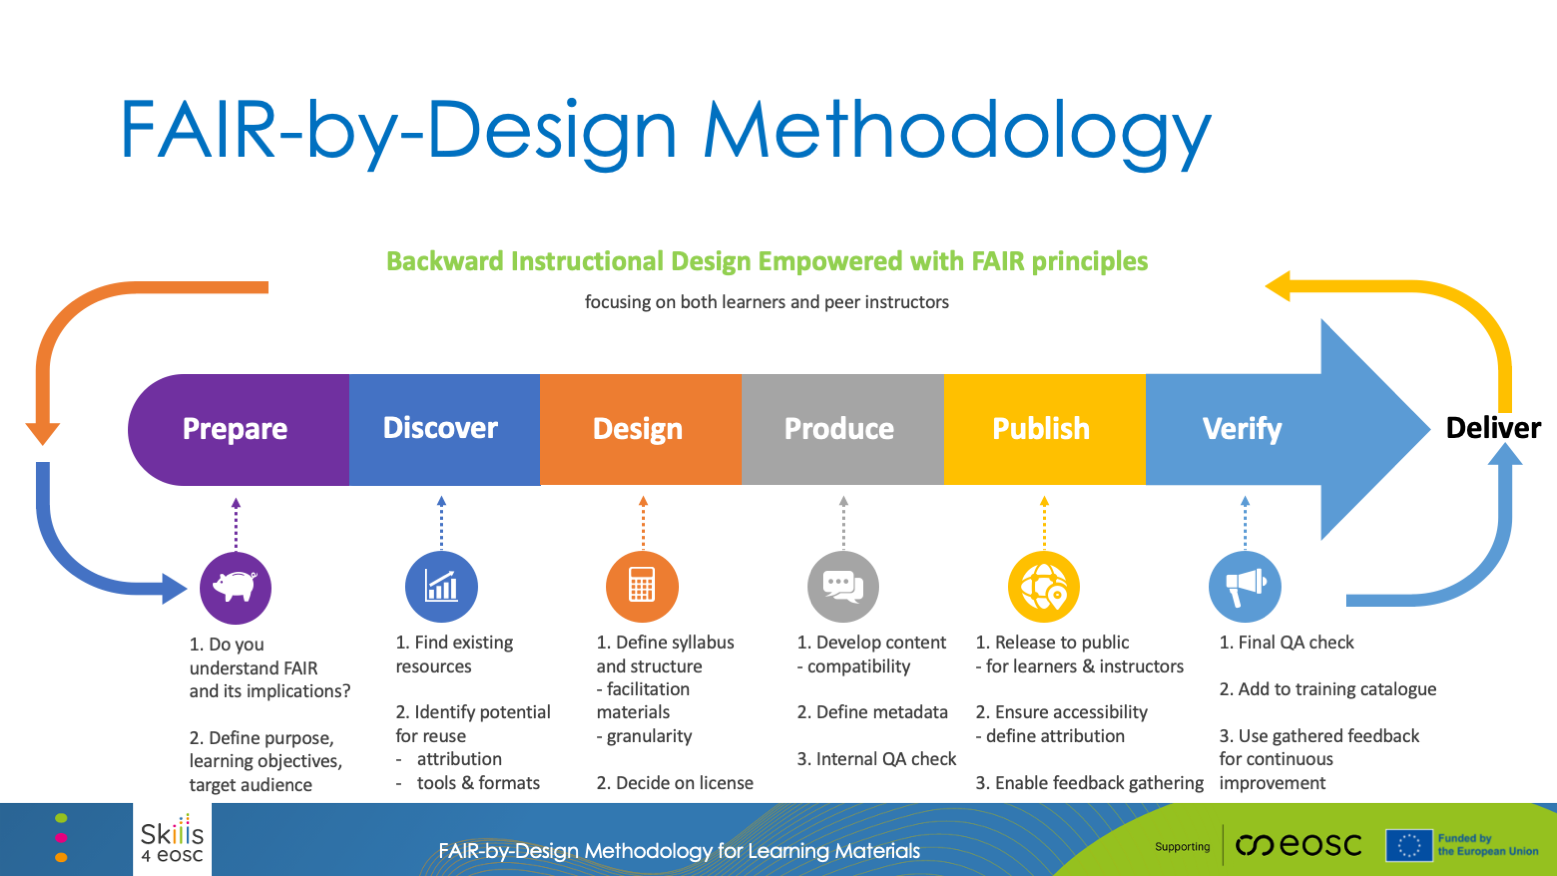 FAIR-by-Design Methodology
Backward Instructional Design Empowered with FAIR principles
focusing on both learners and peer instructors
Prepare
Discover
Design
Produce
Publish
Verify
Deliver
1. Do you
understand FAIR
and its implications?
2. Define purpose,
learning objectives,
target audience
1. Find existing
resources
2. Identify potential
for reuse
- attribution
- tools & formats
1. Define syllabus
and structure
- facilitation
materials
- granularity
2. Decide on license
1. Develop content
- compatibility
2. Define metadata
3. Internal QA check
1. Release to public
- for learners & instructors
2. Ensure accessibility
- define attribution
3. Enable feedback gathering
1. Final QA check
2. Add to training catalogue
3. Use gathered feedback
for continuous
improvement
Skills
4 eosc
FAIR-by-Design Methodology for Learning Materials
Supporting
eosc
Funded by
the European Union